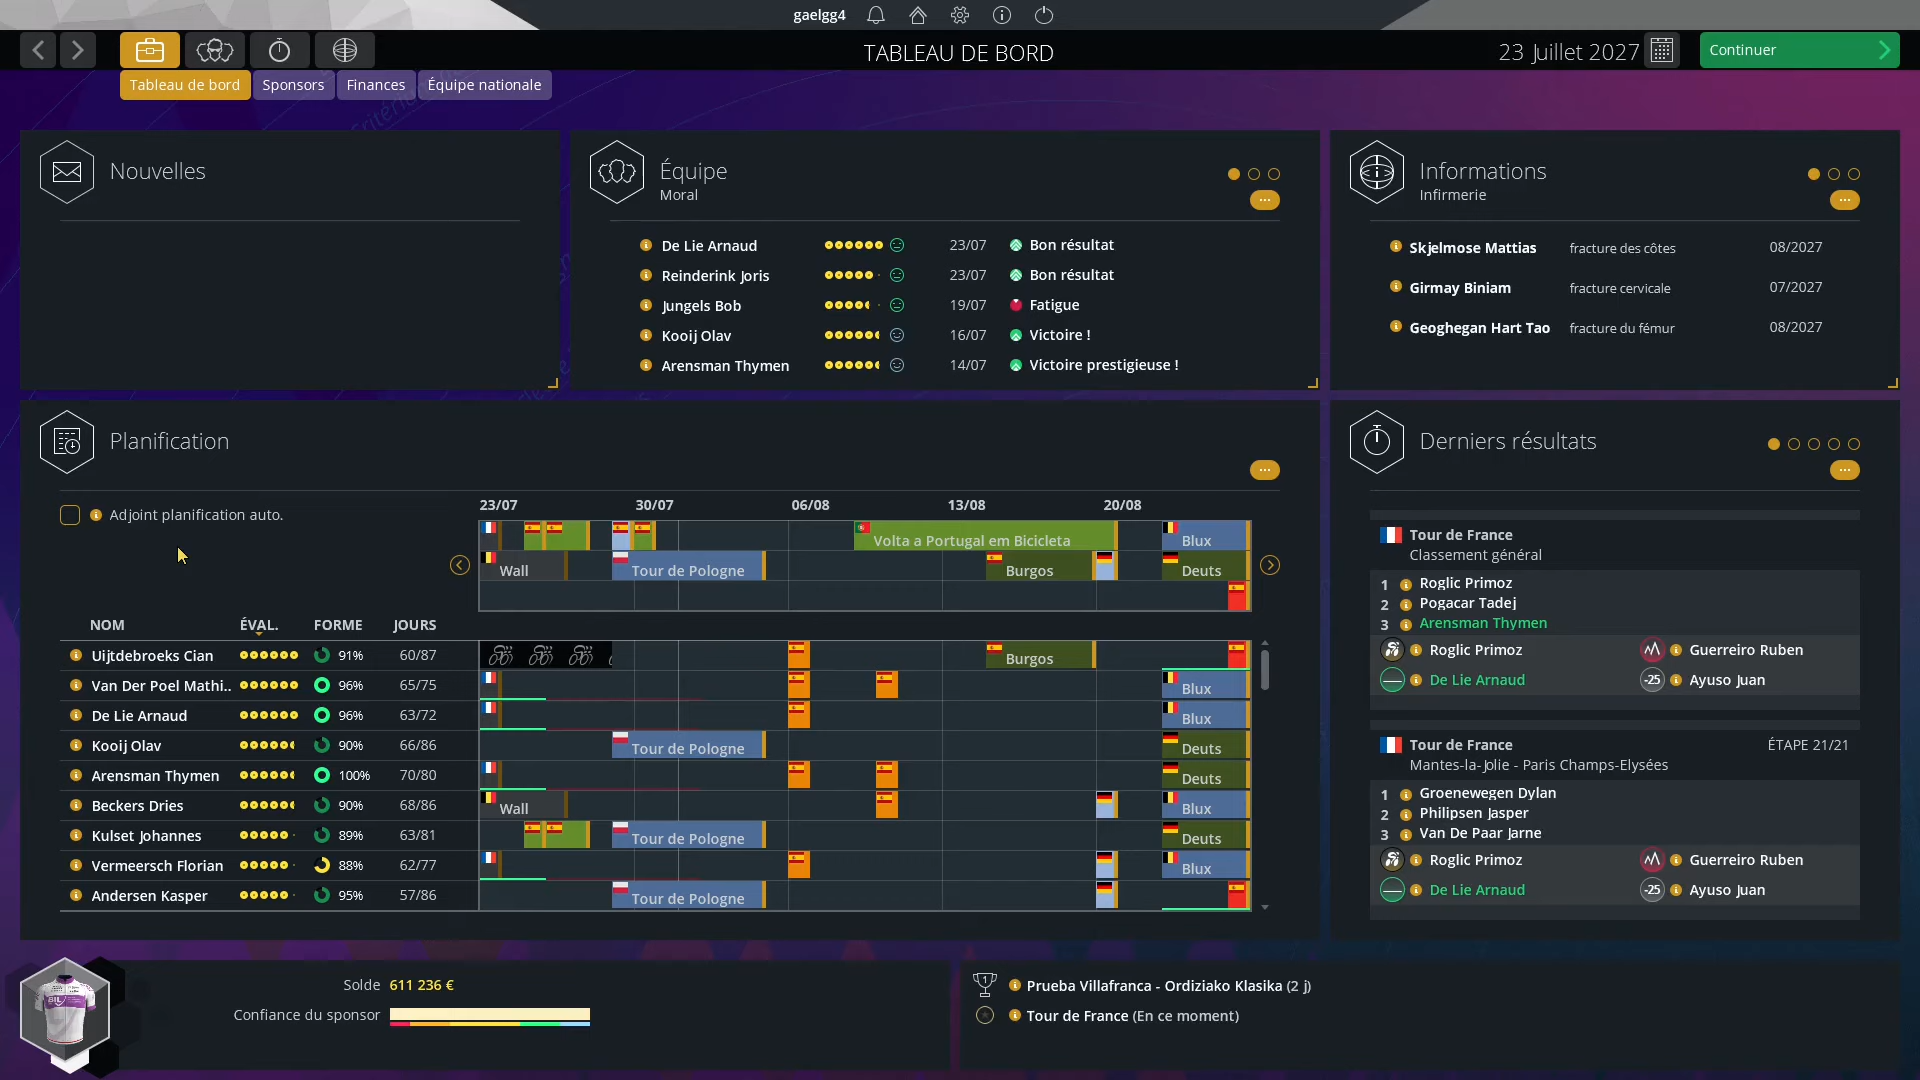 gaelgg4
TABLEAU DE BORD
23 Juillet 2027
Continuer
Tableau de bord
Sponsors
Finances
Équipe nationale
Nouvelles
Équipe
Moral
De Lie Arnaud 23/07 Bon résultat
Reinderink Joris 23/07 Bon résultat
Jungels Bob 19/07 Fatigue
Kooij Olav 16/07 Victoire !
Arensman Thymen 14/07 Victoire prestigieuse !
Informations
Infirmerie
Skjelmose Mattias fracture des côtes 08/2027
Girmay Biniam fracture cervicale 07/2027
Geoghegan Hart Tao fracture du fémur 08/2027
Planification
Adjoint planification auto.
23/07 30/07 06/08 13/08 20/08
Volta a Portugal em Bicicleta Blux
Wall Tour de Pologne Burgos Deuts
NOM ÉVAL. FORME JOURS
Uijtdebroeks Cian 91% 60/87 Burgos
Van Der Poel Mathi.. 96% 65/75 Blux
De Lie Arnaud 96% 63/72 Blux
Kooij Olav 90% 66/86 Tour de Pologne Deuts
Arensman Thymen 100% 70/80 Deuts
Beckers Dries 90% 68/86 Wall Blux
Kulset Johannes 89% 63/81 Tour de Pologne Deuts
Vermeersch Florian 88% 62/77 Blux
Andersen Kasper 95% 57/86 Tour de Pologne
Derniers résultats
Tour de France
Classement général
1 Roglic Primoz
2 Pogacar Tadej
3 Arensman Thymen
Roglic Primoz Guerreiro Ruben
De Lie Arnaud -25 Ayuso Juan
Tour de France ÉTAPE 21/21
Mantes-la-Jolie - Paris Champs-Elysées
1 Groenewegen Dylan
2 Philipsen Jasper
3 Van De Paar Jarne
Roglic Primoz Guerreiro Ruben
De Lie Arnaud -25 Ayuso Juan
BIL
Solde 611 236 €
Confiance du sponsor
1 Prueba Villafranca - Ordiziako Klasika (2 j)
Tour de France (En ce moment)